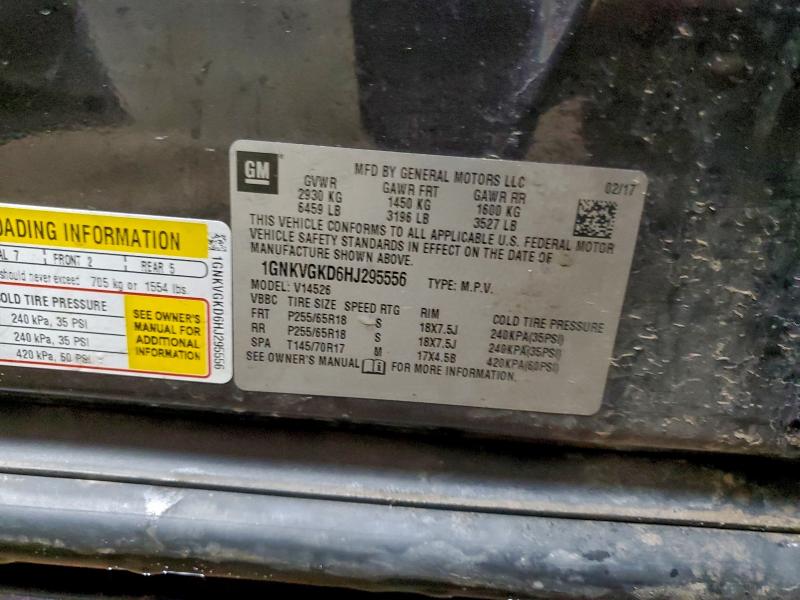 GM
MFD BY GENERAL MOTORS LLC 02/17
GVWR GAWR FRT GAWR RR
2930 KG 1450 KG 1600 KG
6459 LB 3196 LB 3527 LB
THIS VEHICLE CONFORMS TO ALL APPLICABLE U.S. FEDERAL MOTOR
VEHICLE SAFETY STANDARDS IN EFFECT ON THE DATE OF
MANUFACTURE SHOWN ABOVE.
1GNKVGKD6HJ295556 TYPE: M.P.V.
MODEL: V14526
VBBC TIRE SIZE SPEED RTG RIM COLD TIRE PRESSURE
FRT P255/65R18 S 18X7.5J 240KPA(35PSI)
RR P255/65R18 S 18X7.5J 240KPA(35PSI)
SPA T145/70R17 M 17X4.5B 420KPA(60PSI)
SEE OWNER'S MANUAL FOR MORE INFORMATION.
OADING INFORMATION
AL 7 FRONT 2 REAR 5
should never exceed 705 kg or 1554 lbs.
COLD TIRE PRESSURE
240 kPa, 35 PSI
240 kPa, 35 PSI
420 kPa, 60 PSI
SEE OWNER'S
MANUAL FOR
ADDITIONAL
INFORMATION
1GNKVGKD6HJ295556